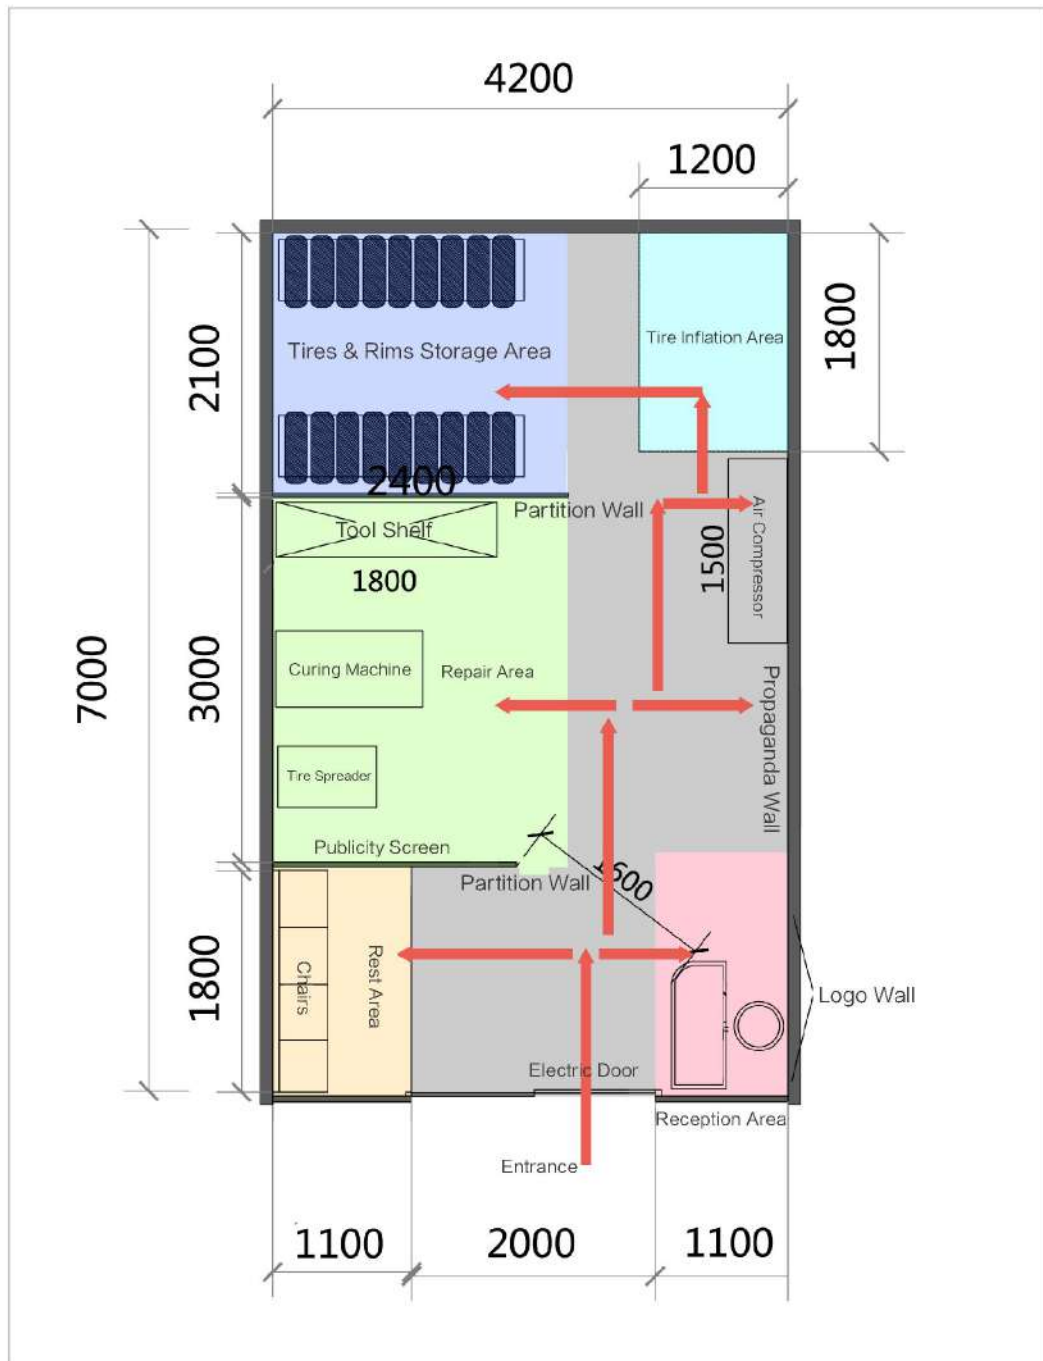 4200
1200
2100
1800
Tires & Rims Storage Area
Tire Inflation Area
2400
Partition Wall
Tool Shelf
1800
1500
Air Compressor
7000
3000
Curing Machine
Repair Area
Propaganda Wall
Tire Spreader
Publicity Screen
Partition Wall
1600
1800
Chairs
Rest Area
Logo Wall
Electric Door
Reception Area
Entrance
1100
2000
1100